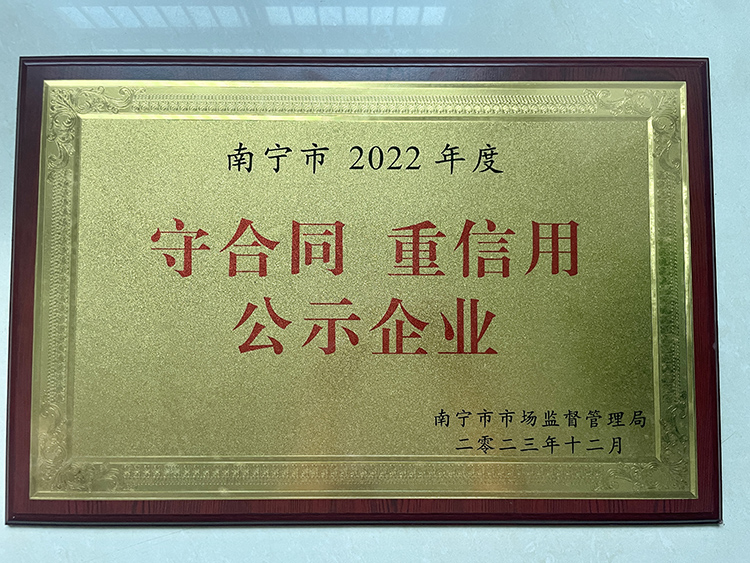 南宁市 2022 年度
守合同 重信用
公示企业
南宁市市场监督管理局
二零二三年十二月